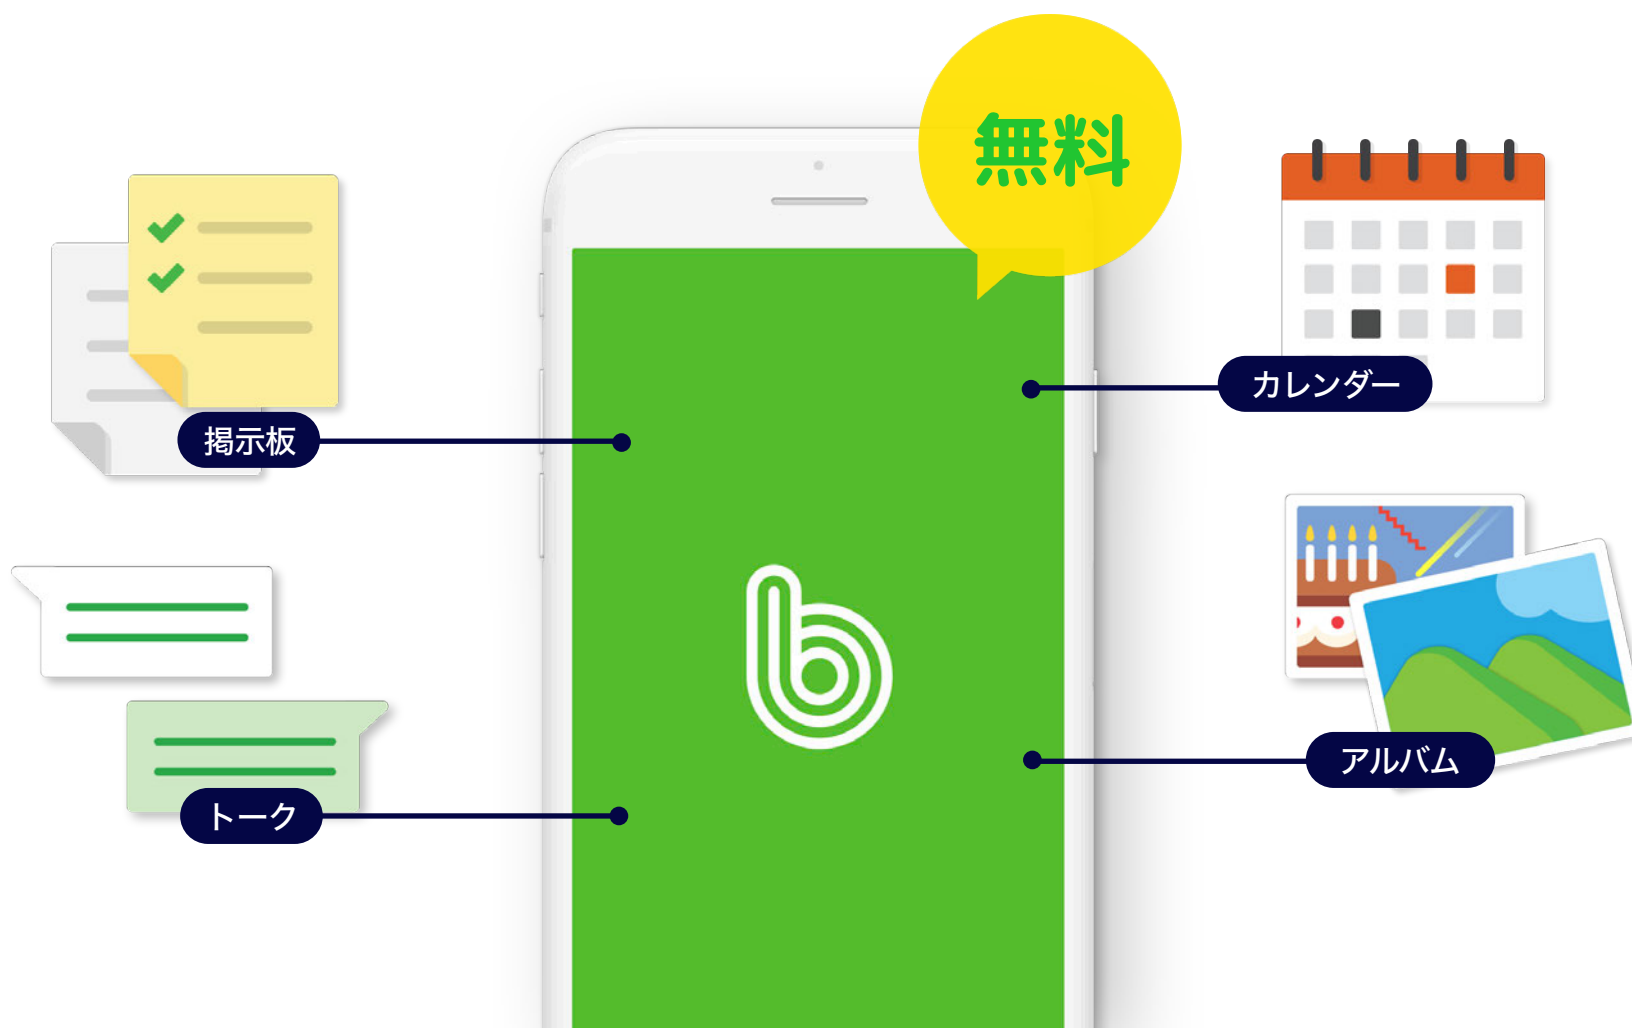 無料
カレンダー
掲示板
アルバム
トーク